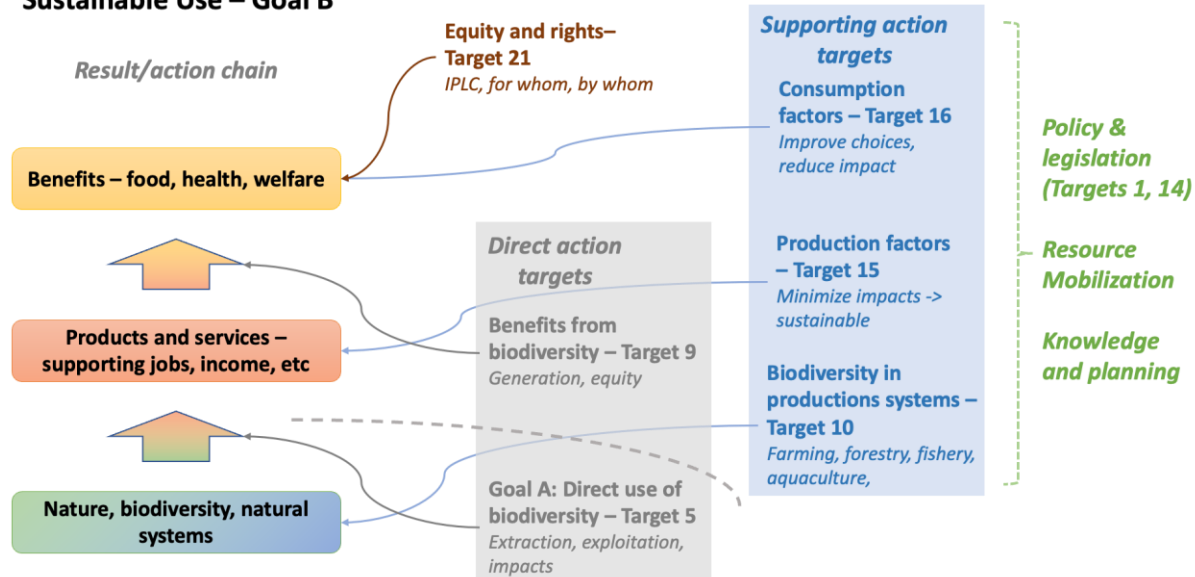 Sustainable Use – Goal B
Result/action chain
Benefits – food, health, welfare
Products and services –
supporting jobs, income, etc
Nature, biodiversity, natural
systems
Equity and rights–
Target 21
IPLC, for whom, by whom
Direct action
targets
Benefits from
biodiversity – Target 9
Generation, equity
Goal A: Direct use of
biodiversity – Target 5
Extraction, exploitation,
impacts
Supporting action
targets
Consumption
factors – Target 16
Improve choices,
reduce impact
Production factors
– Target 15
Minimize impacts ->
sustainable
Biodiversity in
productions systems –
Target 10
Farming, forestry, fishery,
aquaculture,
Policy &
legislation
(Targets 1, 14)
Resource
Mobilization
Knowledge
and planning